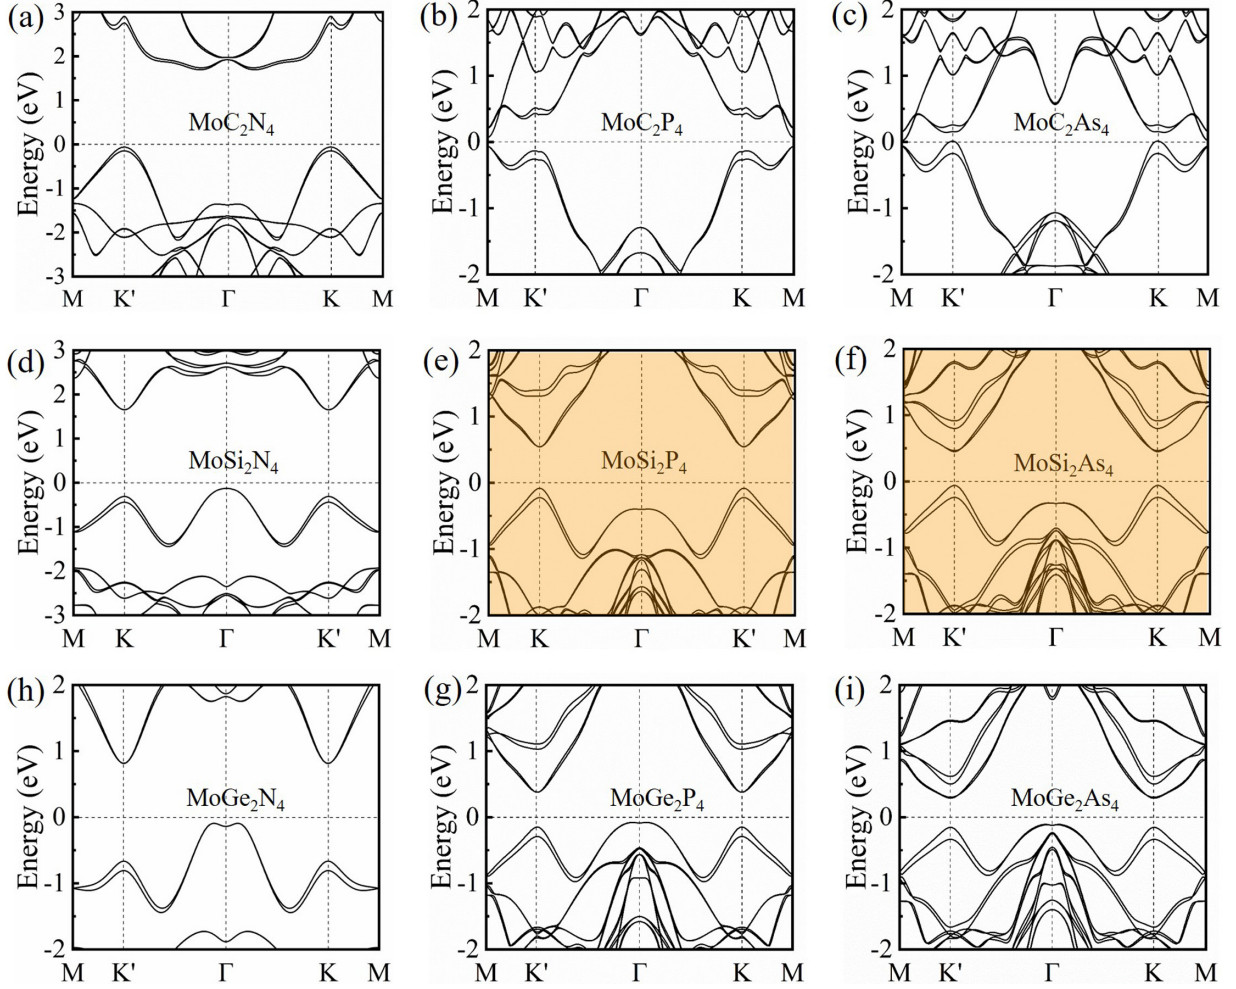 (a) (b) (c)
3 2 2
2
1 1 1
Energy (eV) MoC₂N₄ Energy (eV) MoC₂P₄ Energy (eV) MoC₂As₄
0 0 0
-1 -1 -1
-2
-3 -2 -2
M K' Γ K M M K' Γ K M M K' Γ K M
(d) (e) (f)
3 2 2
2
1 1 1
Energy (eV) MoSi₂N₄ Energy (eV) MoSi₂P₄ Energy (eV) MoSi₂As₄
0 0 0
-1 -1 -1
-2
-3 -2 -2
M K Γ K' M M K Γ K' M M K' Γ K M
(h) (g) (i)
2 2 2
1 1 1
Energy (eV) MoGe₂N₄ Energy (eV) MoGe₂P₄ Energy (eV) MoGe₂As₄
0 0 0
-1 -1 -1
-2 -2 -2
M K' Γ K M M K' Γ K M M K' Γ K M